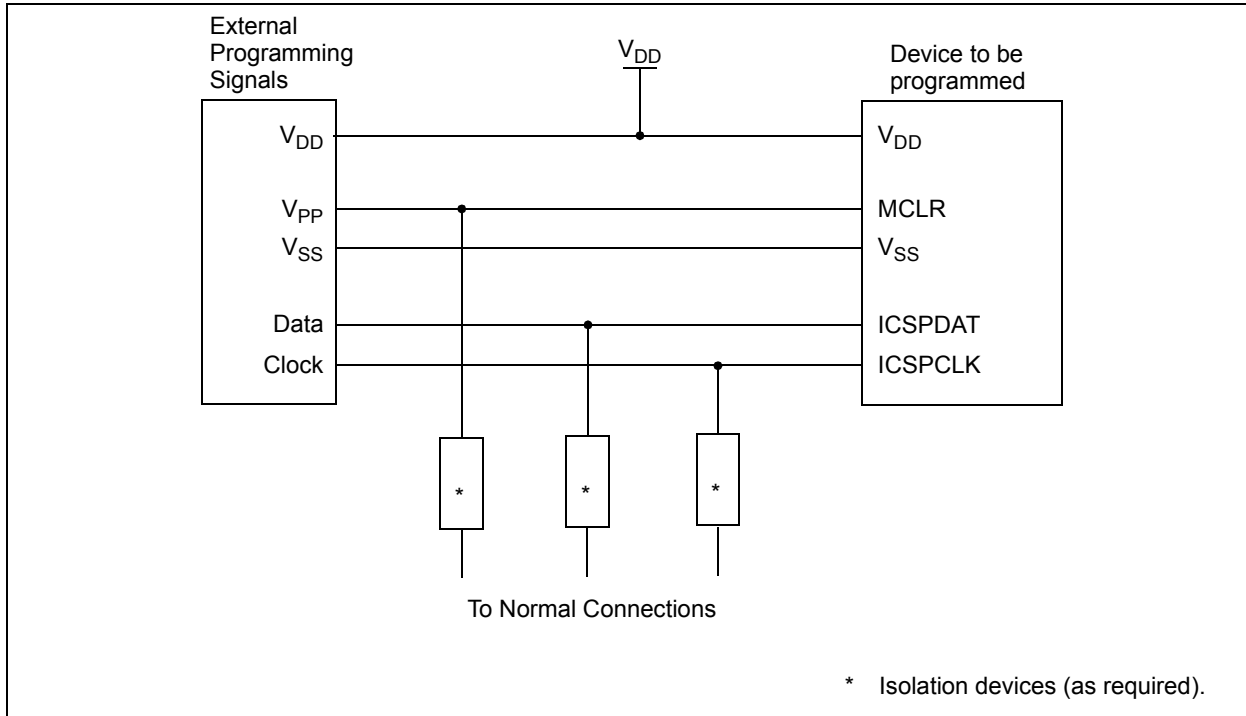 External
Programming
Signals
VDD
Device to be
programmed
VDD
VDD
VPP
MCLR
VSS
VSS
Data
ICSPDAT
Clock
ICSPCLK
*
*
*
To Normal Connections
* Isolation devices (as required).